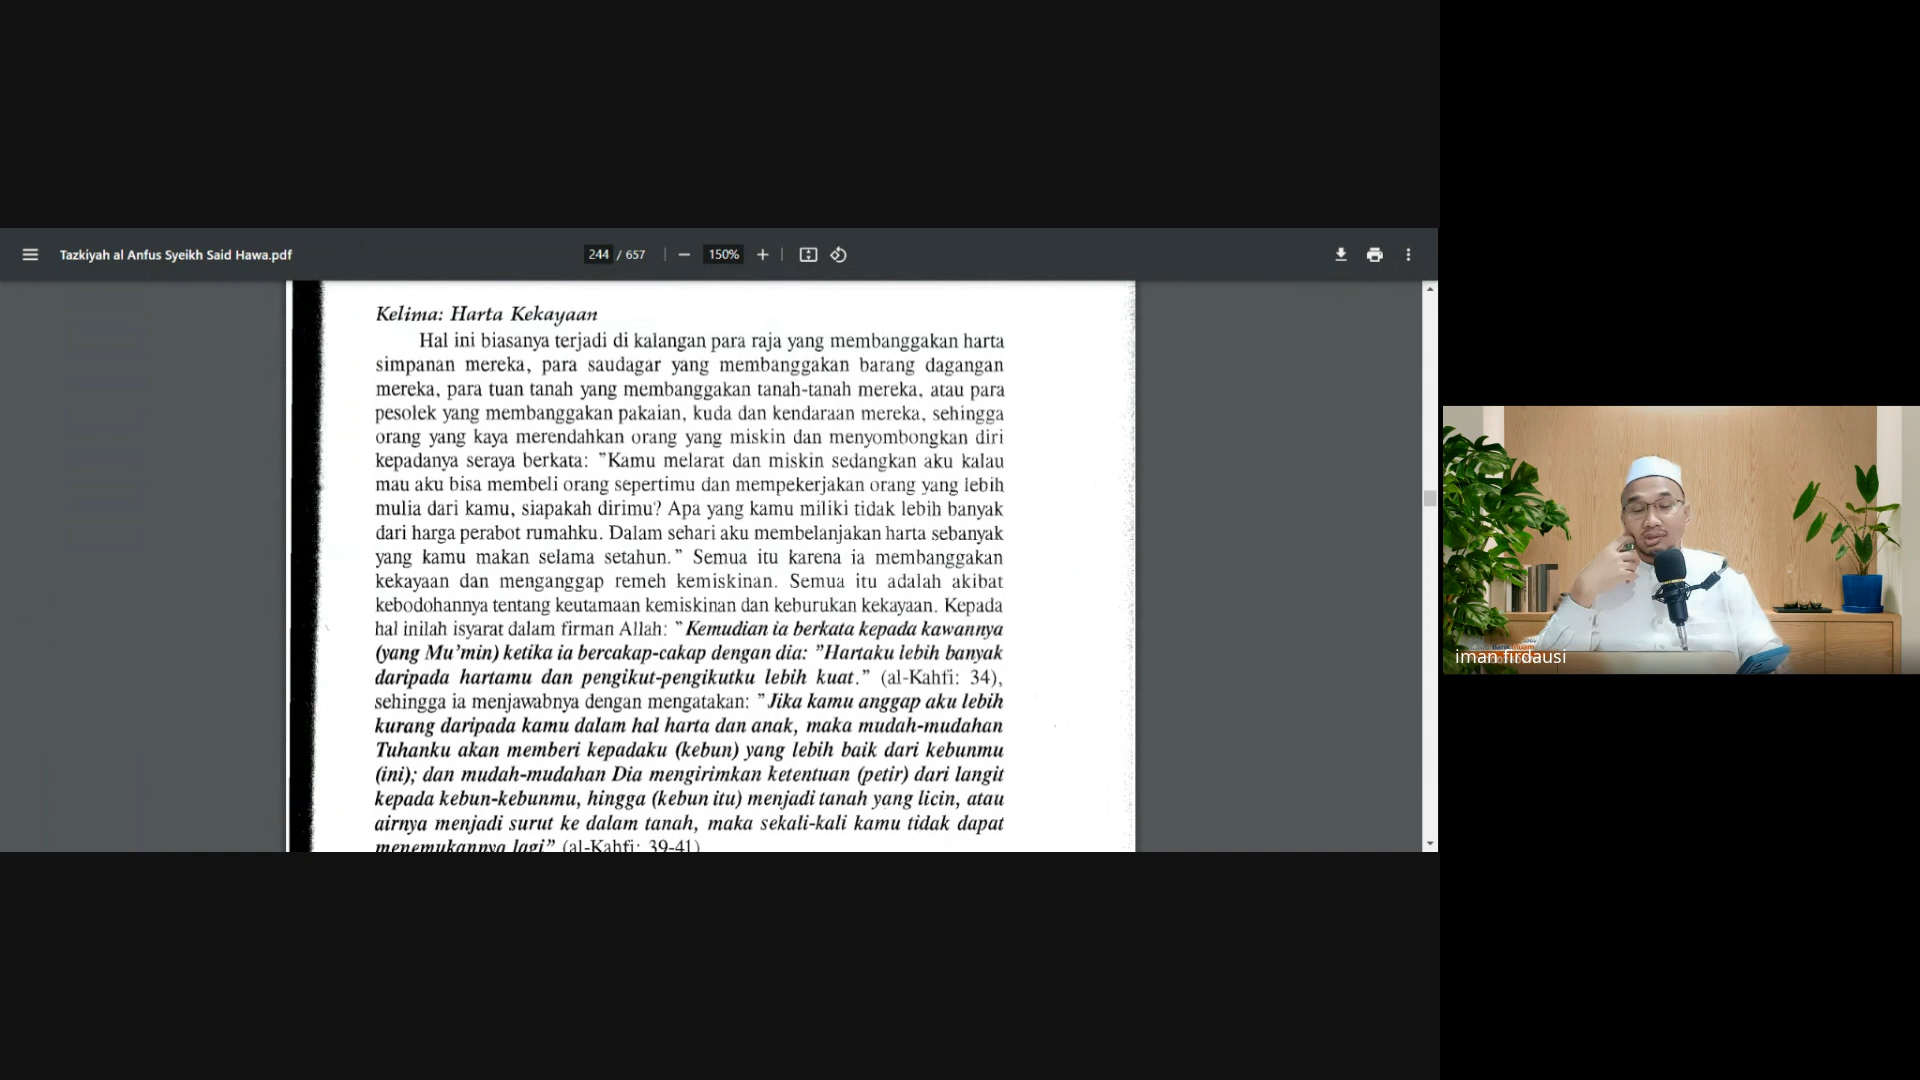 Tazkiyah al Anfus Syeikh Said Hawa.pdf
244 / 657
150%
Kelima: Harta Kekayaan
Hal ini biasanya terjadi di kalangan para raja yang membanggakan harta
simpanan mereka, para saudagar yang membanggakan barang dagangan
mereka, para tuan tanah yang membanggakan tanah-tanah mereka, atau para
pesolek yang membanggakan pakaian, kuda dan kendaraan mereka, sehingga
orang yang kaya merendahkan orang yang miskin dan menyombongkan diri
kepadanya seraya berkata: "Kamu melarat dan miskin sedangkan aku kalau
mau aku bisa membeli orang sepertimu dan mempekerjakan orang yang lebih
mulia dari kamu, siapakah dirimu? Apa yang kamu miliki tidak lebih banyak
dari harga perabot rumahku. Dalam sehari aku membelanjakan harta sebanyak
yang kamu makan selama setahun." Semua itu karena ia membanggakan
kekayaan dan menganggap remeh kemiskinan. Semua itu adalah akibat
kebodohannya tentang keutamaan kemiskinan dan keburukan kekayaan. Kepada
hal inilah isyarat dalam firman Allah: "Kemudian ia berkata kepada kawannya
(yang Mu'min) ketika ia bercakap-cakap dengan dia: "Hartaku lebih banyak
daripada hartamu dan pengikut-pengikutku lebih kuat." (al-Kahfi: 34),
sehingga ia menjawabnya dengan mengatakan: "Jika kamu anggap aku lebih
kurang daripada kamu dalam hal harta dan anak, maka mudah-mudahan
Tuhanku akan memberi kepadaku (kebun) yang lebih baik dari kebunmu
(ini); dan mudah-mudahan Dia mengirimkan ketentuan (petir) dari langit
kepada kebun-kebunmu, hingga (kebun itu) menjadi tanah yang licin, atau
airnya menjadi surut ke dalam tanah, maka sekali-kali kamu tidak dapat
menemukannya lagi" (al-Kahfi: 39-41)
iman firdausi